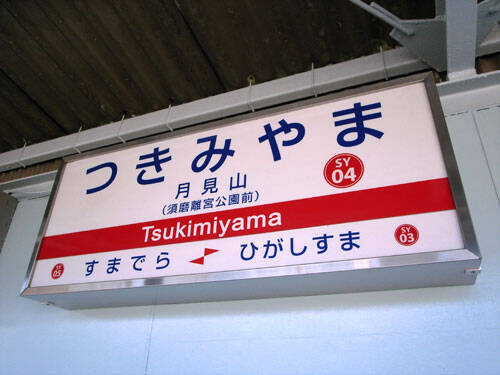 つきみやま
月見山
(須磨離宮公園前)
SY
04
Tsukimiyama
SY
05
すまでら
ひがしすま
SY
03